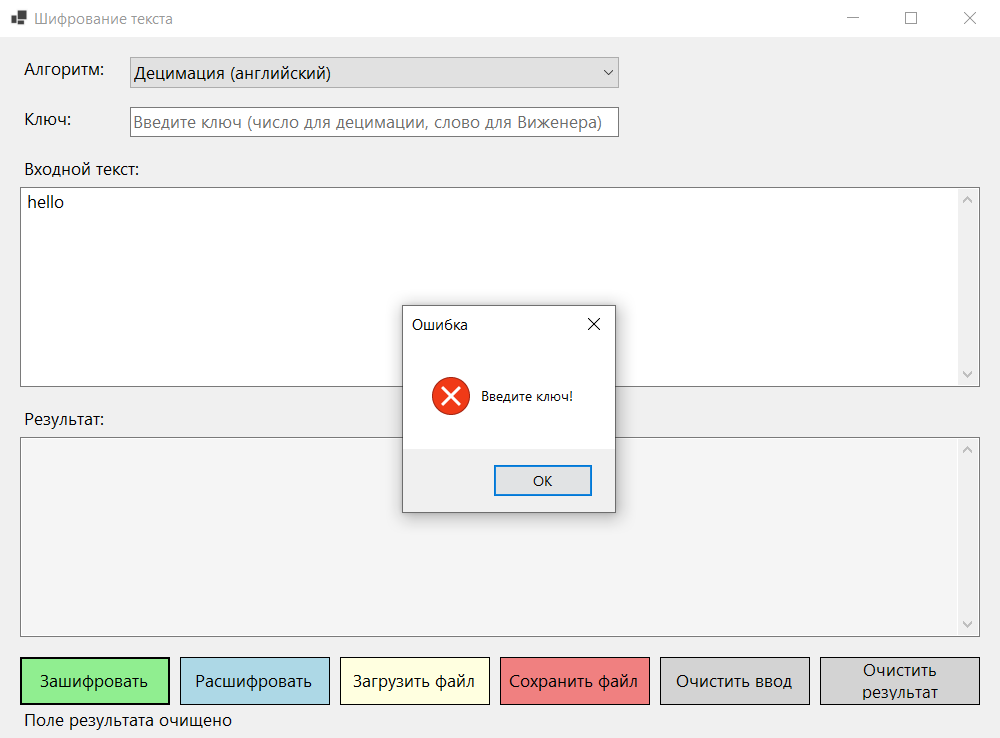 Шифрование текста
Алгоритм:
Децимация (английский)
Ключ:
Введите ключ (число для децимации, слово для Виженера)
Входной текст:
hello
Ошибка
Введите ключ!
ОК
Результат:
Зашифровать
Расшифровать
Загрузить файл
Сохранить файл
Очистить ввод
Очистить
результат
Поле результата очищено